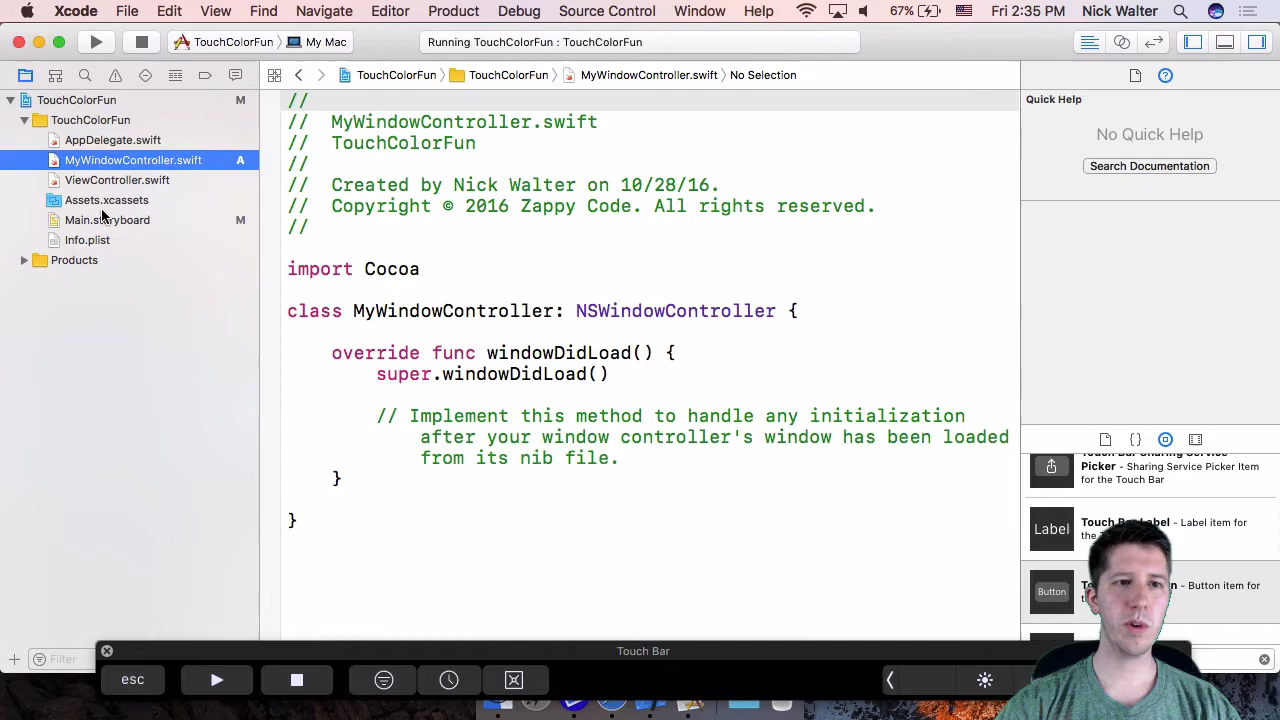 Xcode File Edit View Find Navigate Editor Product Debug Source Control Window Help 67% Fri 2:35 PM Nick Walter
TouchColorFun My Mac Running TouchColorFun : TouchColorFun
TouchColorFun TouchColorFun MyWindowController.swift No Selection
TouchColorFun M
TouchColorFun
AppDelegate.swift
MyWindowController.swift A
ViewController.swift
Assets.xcassets
Main.storyboard M
Info.plist
Products
Filter
//
// MyWindowController.swift
// TouchColorFun
//
// Created by Nick Walter on 10/28/16.
// Copyright © 2016 Zappy Code. All rights reserved.
//
import Cocoa
class MyWindowController: NSWindowController {
override func windowDidLoad() {
super.windowDidLoad()
// Implement this method to handle any initialization
after your window controller's window has been loaded
from its nib file.
}
}
Quick Help
No Quick Help
Search Documentation
Touch Bar Sharing Service
Picker - Sharing Service Picker Item
for the Touch Bar
Label
Label - Label item for
Button
- Button item for
Touch Bar
esc